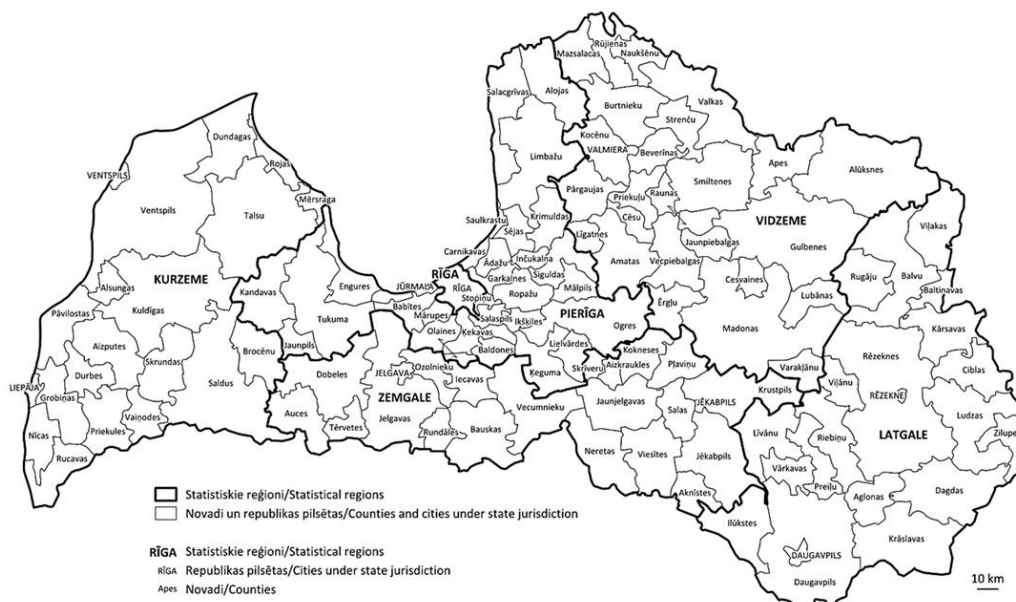 Rūjienas
Mazsalacas
Naukšēnu
Salacgrīvas
Alojas
Valkas
Burtnieku
Strenču
Dundagas
Kocēnu
VALMIERA
Beverīnas
Limbažu
Apes
Alūksnes
Rojas
VENTSPILS
Smiltenes
Pārgaujas
Raunas
Priekuļu
Mērsraga
Ventspils
Talsu
Cēsu
Krimuldas
Saulkrastu
VIDZEME
Viļakas
Sējas
Līgatnes
Jaunpiebalgas
Gulbenes
Carnikavas
Inčukalna
Ādažu
Amatas
Vecpiebalgas
Balvu
Rugāju
RĪGA
Siguldas
Garkalnes
Cesvaines
KURZEME
Alsungas
Kandavas
Engures
JŪRMALA
RĪGA
Mālpils
Baltinavas
Ropažu
Stopiņu
Lubānas
Ērgļu
Pāvilostas
Kuldīgas
Babītes
Mārupes
Salaspils
Ikšķiles
PIERĪGA
Tukuma
Ogres
Madonas
Kārsavas
Olaines
Ķekavas
Aizputes
Jaunpils
Lielvārdes
Baldones
Kokneses
Rēzeknes
Skrundas
Brocēnu
Dobeles
Ozolnieku
Skrīveru
Aizkraukles
Pļaviņu
Varakļānu
Ciblas
Durbes
JELGAVA
Ķeguma
Viļānu
Saldus
Iecavas
LIEPĀJA
Grobiņas
ZEMGALE
Krustpils
RĒZEKNE
Auces
Jaunjelgavas
JĒKABPILS
Vecumnieku
Salas
Ludzas
Vaiņodes
Jelgavas
Nīcas
Priekules
Tērvetes
Rundāles
Bauskas
Līvānu
Riebiņu
LATGALE
Zilupes
Neretas
Viesītes
Jēkabpils
Rucavas
Vārkavas
Preiļu
Dagdas
Aknīstes
Aglonas
Statistiskie reģioni/Statistical regions
Novadi un republikas pilsētas/Counties and cities under state jurisdiction
Ilūkstes
Krāslavas
RĪGA Statistiskie reģioni/Statistical regions
DAUGAVPILS
RĪGA Republikas pilsētas/Cities under state jurisdiction
Daugavpils
10 km
Apes Novadi/Counties